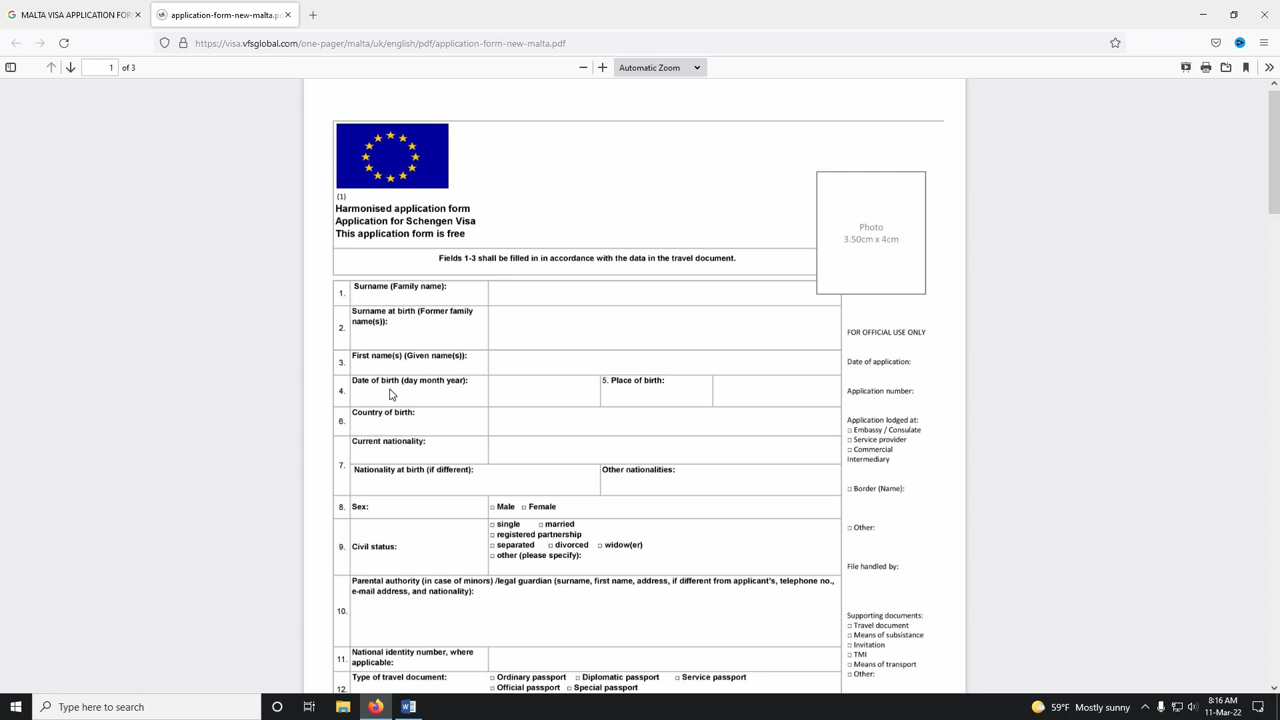 MALTA VISA APPLICATION FOR
application-form-new-malta.p
https://visa.vfsglobal.com/one-pager/malta/uk/english/pdf/application-form-new-malta.pdf
1 of 3
Automatic Zoom
(1)
Harmonised application form
Application for Schengen Visa
This application form is free
Photo
3.50cm x 4cm
Fields 1-3 shall be filled in in accordance with the data in the travel document.
1. Surname (Family name):
2. Surname at birth (Former family
name(s)):
3. First name(s) (Given name(s)):
4. Date of birth (day month year):
5. Place of birth:
6. Country of birth:
7. Current nationality:
Nationality at birth (if different):
Other nationalities:
8. Sex:
□ Male □ Female
9. Civil status:
□ single □ married
□ registered partnership
□ separated □ divorced □ widow(er)
□ other (please specify):
10. Parental authority (in case of minors) /legal guardian (surname, first name, address, if different from applicant's, telephone no.,
e-mail address, and nationality):
11. National identity number, where
applicable:
12. Type of travel document:
□ Ordinary passport □ Diplomatic passport □ Service passport
□ Official passport □ Special passport
FOR OFFICIAL USE ONLY
Date of application:
Application number:
Application lodged at:
□ Embassy / Consulate
□ Service provider
□ Commercial
Intermediary
□ Border (Name):
□ Other:
File handled by:
Supporting documents:
□ Travel document
□ Means of subsistance
□ Invitation
□ TMI
□ Means of transport
□ Other:
Type here to search
59°F Mostly sunny
8:16 AM
11-Mar-22